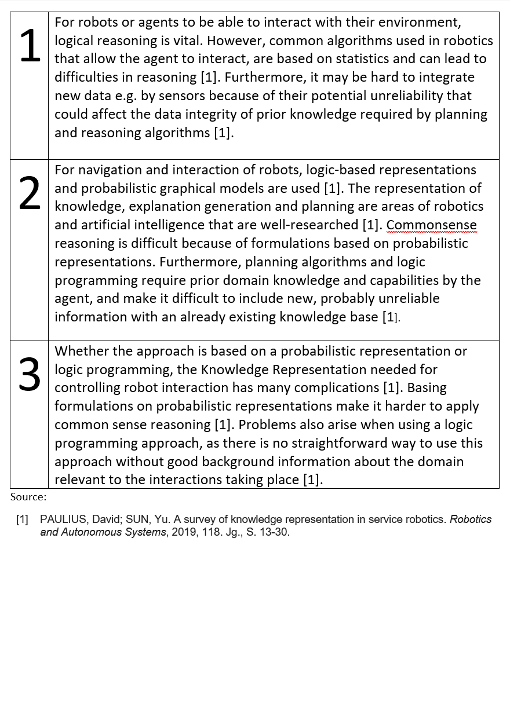 1
For robots or agents to be able to interact with their environment,
logical reasoning is vital. However, common algorithms used in robotics
that allow the agent to interact, are based on statistics and can lead to
difficulties in reasoning [1]. Furthermore, it may be hard to integrate
new data e.g. by sensors because of their potential unreliability that
could affect the data integrity of prior knowledge required by planning
and reasoning algorithms [1].
2
For navigation and interaction of robots, logic-based representations
and probabilistic graphical models are used [1]. The representation of
knowledge, explanation generation and planning are areas of robotics
and artificial intelligence that are well-researched [1]. Commonsense
reasoning is difficult because of formulations based on probabilistic
representations. Furthermore, planning algorithms and logic
programming require prior domain knowledge and capabilities by the
agent, and make it difficult to include new, probably unreliable
information with an already existing knowledge base [1].
3
Whether the approach is based on a probabilistic representation or
logic programming, the Knowledge Representation needed for
controlling robot interaction has many complications [1]. Basing
formulations on probabilistic representations make it harder to apply
common sense reasoning [1]. Problems also arise when using a logic
programming approach, as there is no straightforward way to use this
approach without good background information about the domain
relevant to the interactions taking place [1].
Source:
[1] PAULIUS, David; SUN, Yu. A survey of knowledge representation in service robotics. Robotics
and Autonomous Systems, 2019, 118. Jg., S. 13-30.